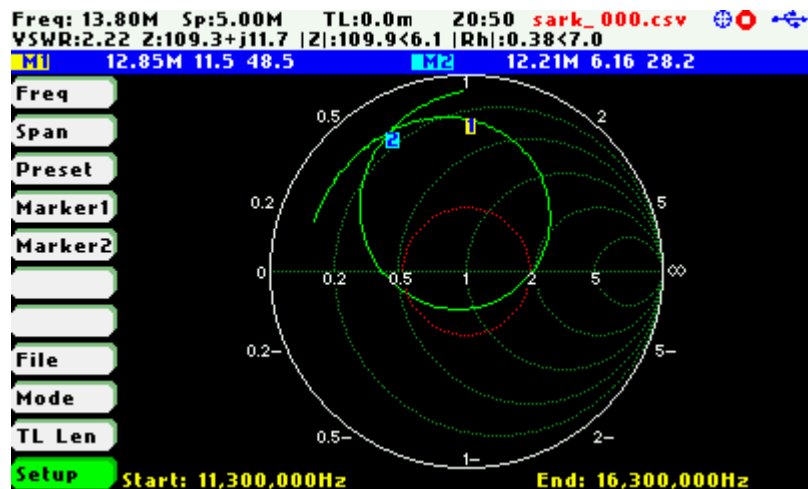 Freq: 13.80M Sp:5.00M TL:0.0m Z0:50 sark_000.csv
VSWR:2.22 Z:109.3+j11.7 |Z|:109.9<6.1 |Rh|:0.38<7.0
M1 12.85M 11.5 48.5 M2 12.21M 6.16 28.2
Freq
Span
Preset
Marker1
Marker2
File
Mode
TL Len
Setup
1
0.5
2
2
1
0.2
5
0
0.2
0.5
1
2
5
∞
0.2-
5-
0.5-
2-
1-
Start: 11,300,000Hz End: 16,300,000Hz